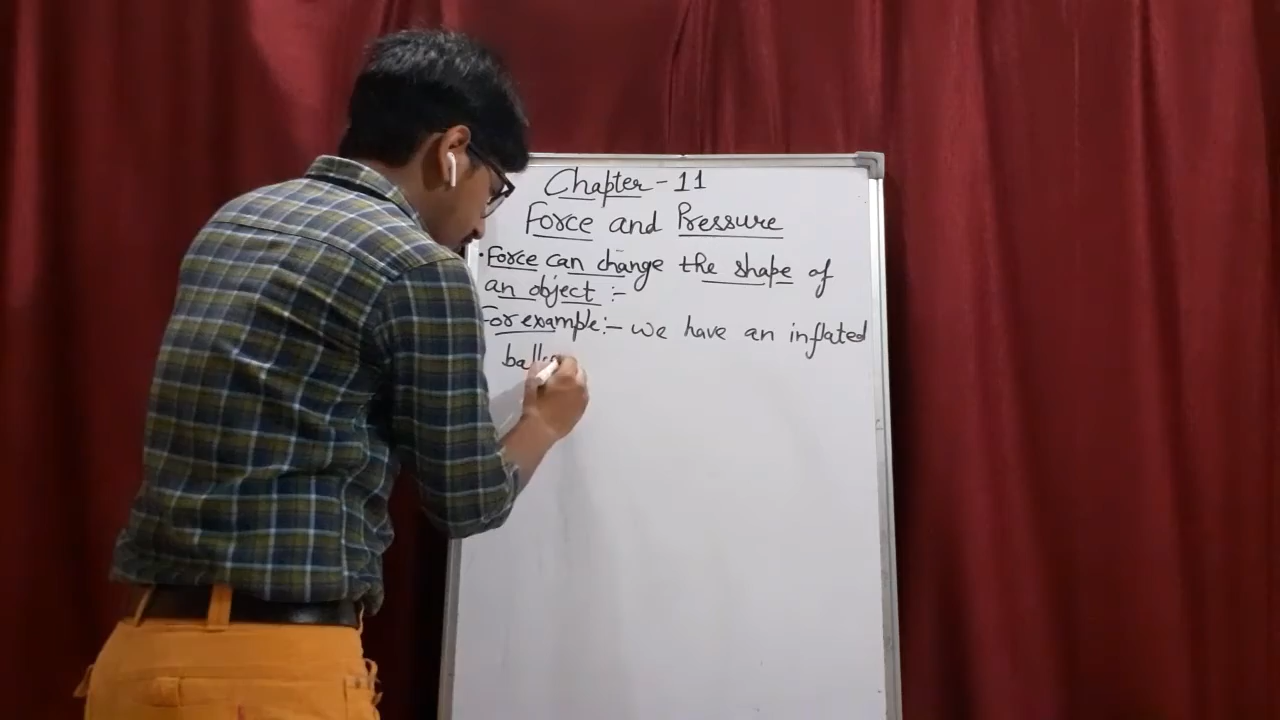 Chapter - 11
Force and Pressure
· Force can change the shape of
an object :-
For example:- we have an inflated